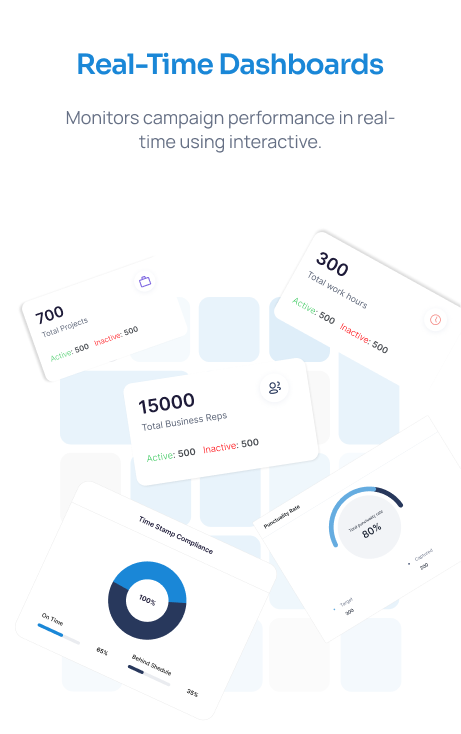 Real-Time Dashboards
Monitors campaign performance in real-
time using interactive.
300
Total work hours
Active: 500 Inactive: 500
700
Total Projects
Active: 500 Inactive: 500
15000
Total Business Reps
Active: 500 Inactive: 500
Punctuality Rate
Total punctuality rate
80%
Captured
500
Target
300
Time Stamp Compliance
100%
On Time
65%
Behind Shedule
35%